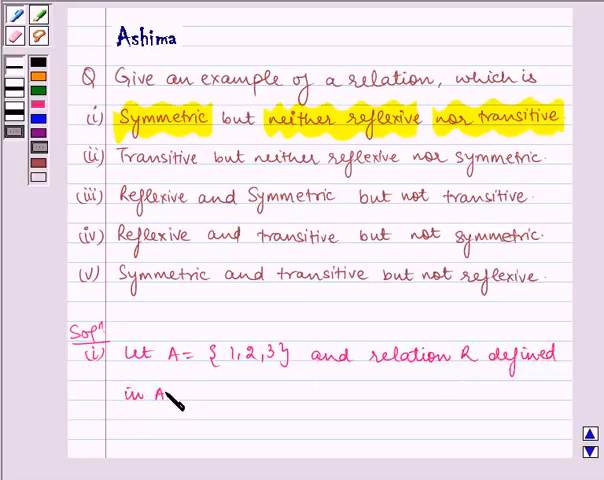 Ashima
Q Give an example of a relation, which is
(i) Symmetric but neither reflexive nor transitive
(ii) Transitive but neither reflexive nor symmetric.
(iii) Reflexive and Symmetric but not transitive.
(iv) Reflexive and transitive but not symmetric.
(v) Symmetric and transitive but not reflexive.
Solⁿ
(i) Let A = { 1, 2, 3} and relation R defined
in A